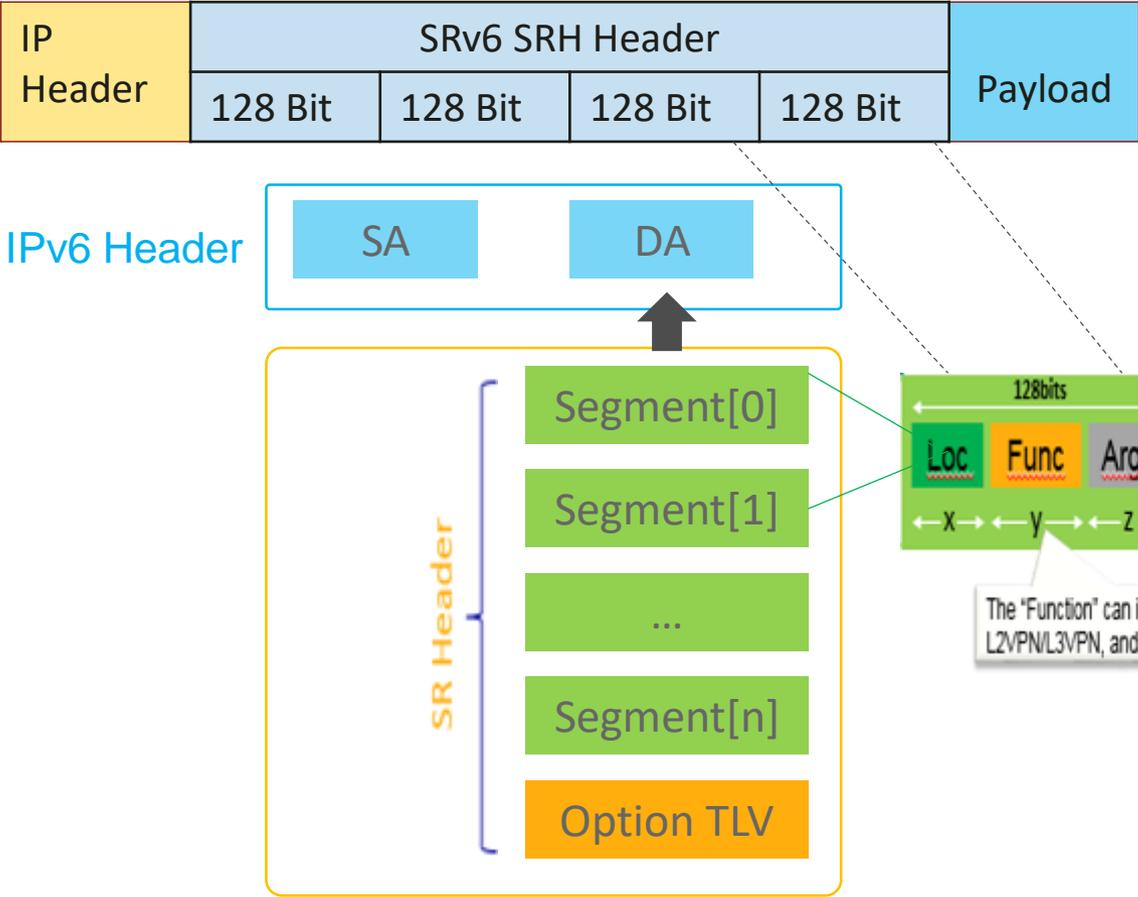 IP
Header
SRv6 SRH Header
128 Bit
128 Bit
128 Bit
128 Bit
Payload
IPv6 Header
SA
DA
SR Header
Segment[0]
Segment[1]
...
Segment[n]
Option TLV
128bits
Loc
Func
Arg
x
y
z
The "Function" can i
L2VPN/L3VPN, and